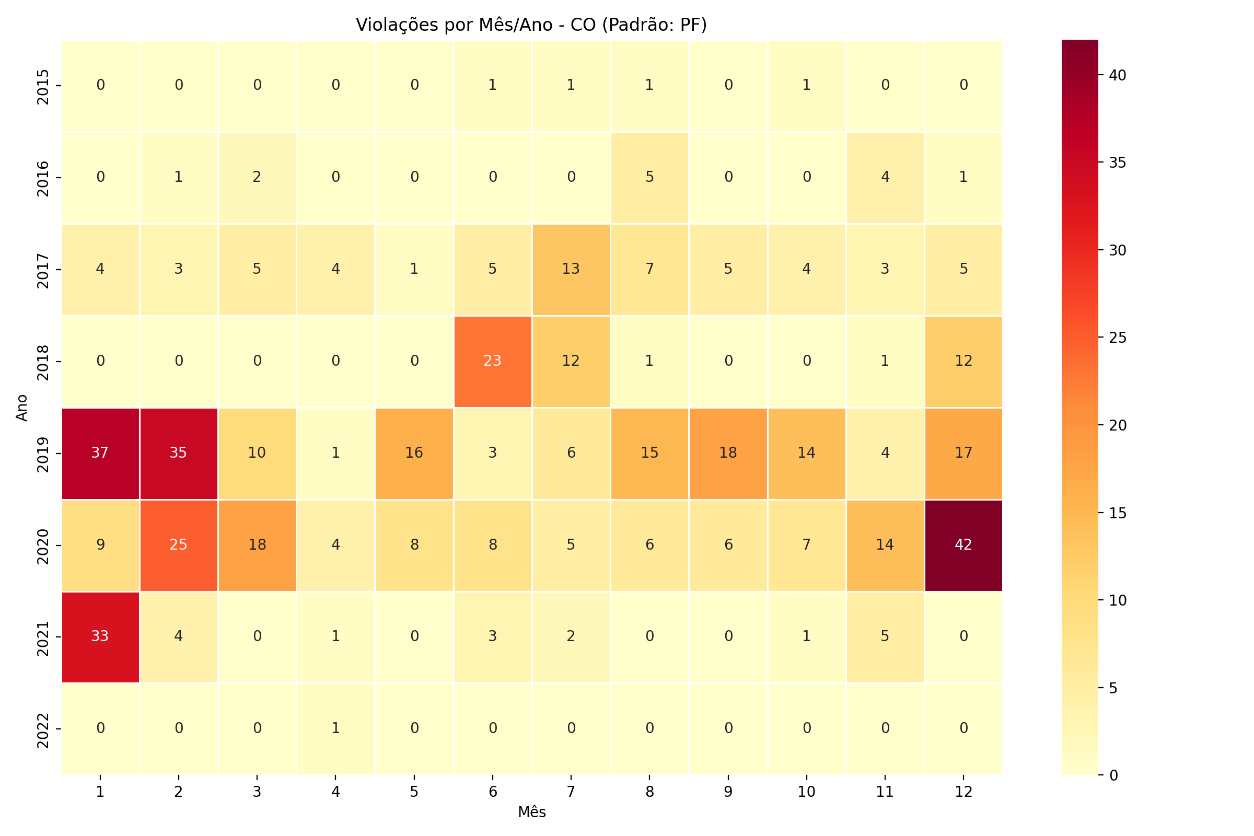 Violações por Mês/Ano - CO (Padrão: PF)
Ano
2015 0 0 0 0 0 1 1 1 0 1 0 0
2016 0 1 2 0 0 0 0 5 0 0 4 1
2017 4 3 5 4 1 5 13 7 5 4 3 5
2018 0 0 0 0 0 23 12 1 0 0 1 12
2019 37 35 10 1 16 3 6 15 18 14 4 17
2020 9 25 18 4 8 8 5 6 6 7 14 42
2021 33 4 0 1 0 3 2 0 0 1 5 0
2022 0 0 0 1 0 0 0 0 0 0 0 0
1 2 3 4 5 6 7 8 9 10 11 12
Mês
40
35
30
25
20
15
10
5
0